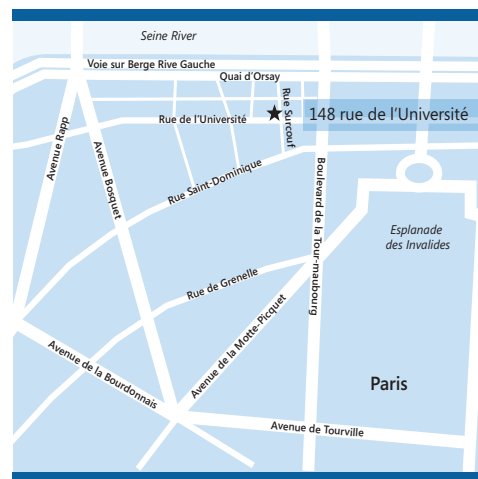 Seine River
Voie sur Berge Rive Gauche
Quai d'Orsay
Rue Surcouf
148 rue de l'Université
Rue de l'Université
Avenue Rapp
Avenue Bosquet
Rue Saint-Dominique
Boulevard de la Tour-maubourg
Esplanade
des Invalides
Rue de Grenelle
Avenue de la Motte-Picquet
Avenue de la Bourdonnais
Paris
Avenue de Tourville